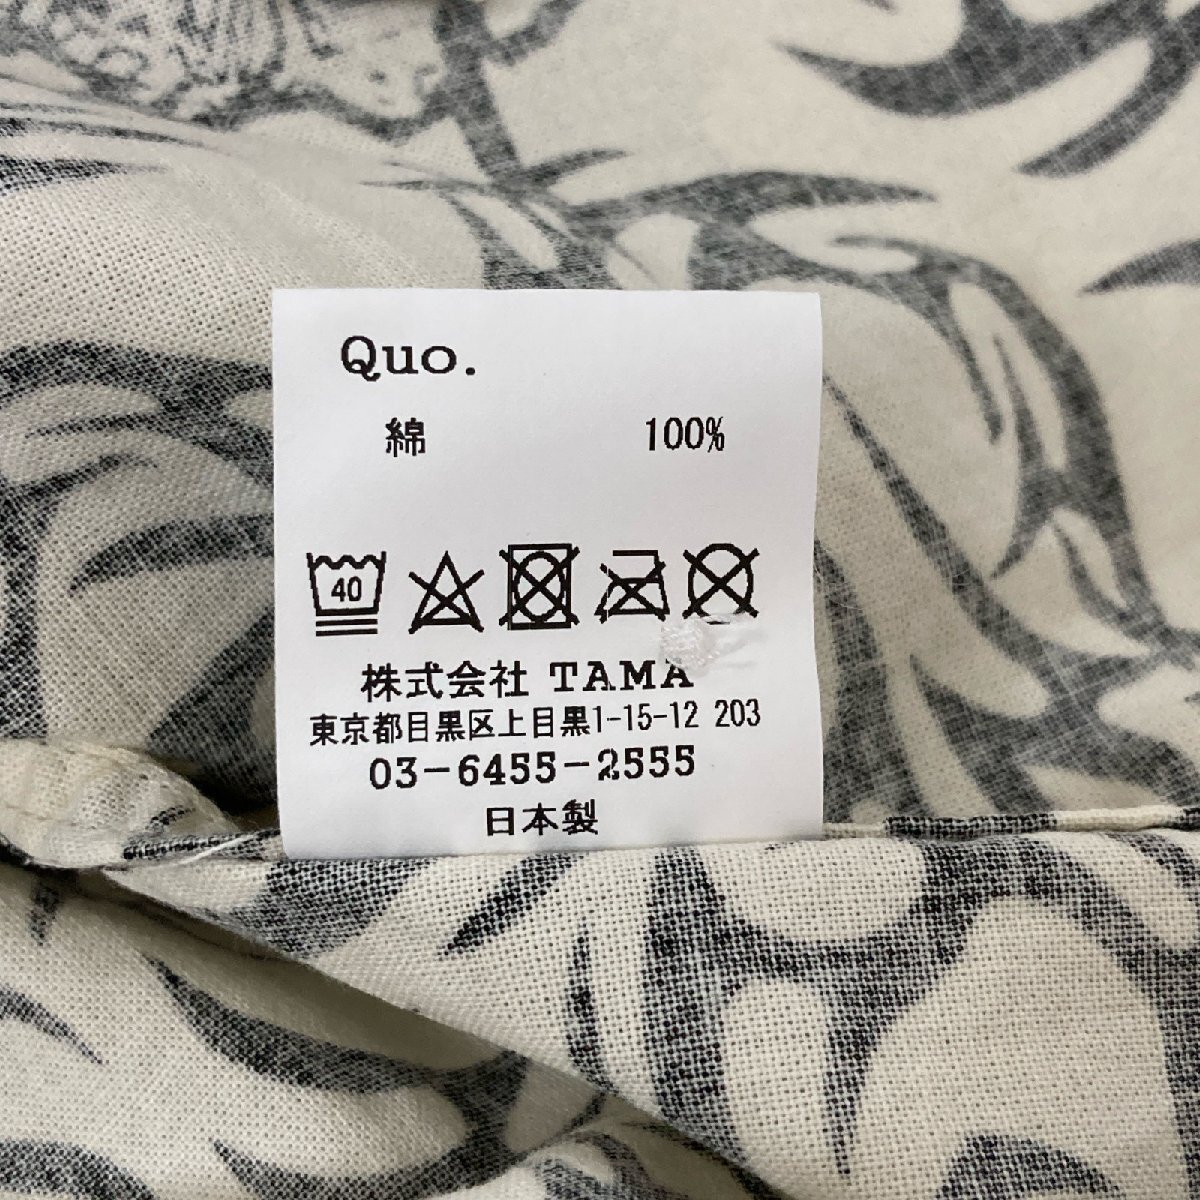 Quo.
綿 100%
40
株式会社 TAMA
東京都目黒区上目黒1-15-12 203
03-6455-2555
日本製